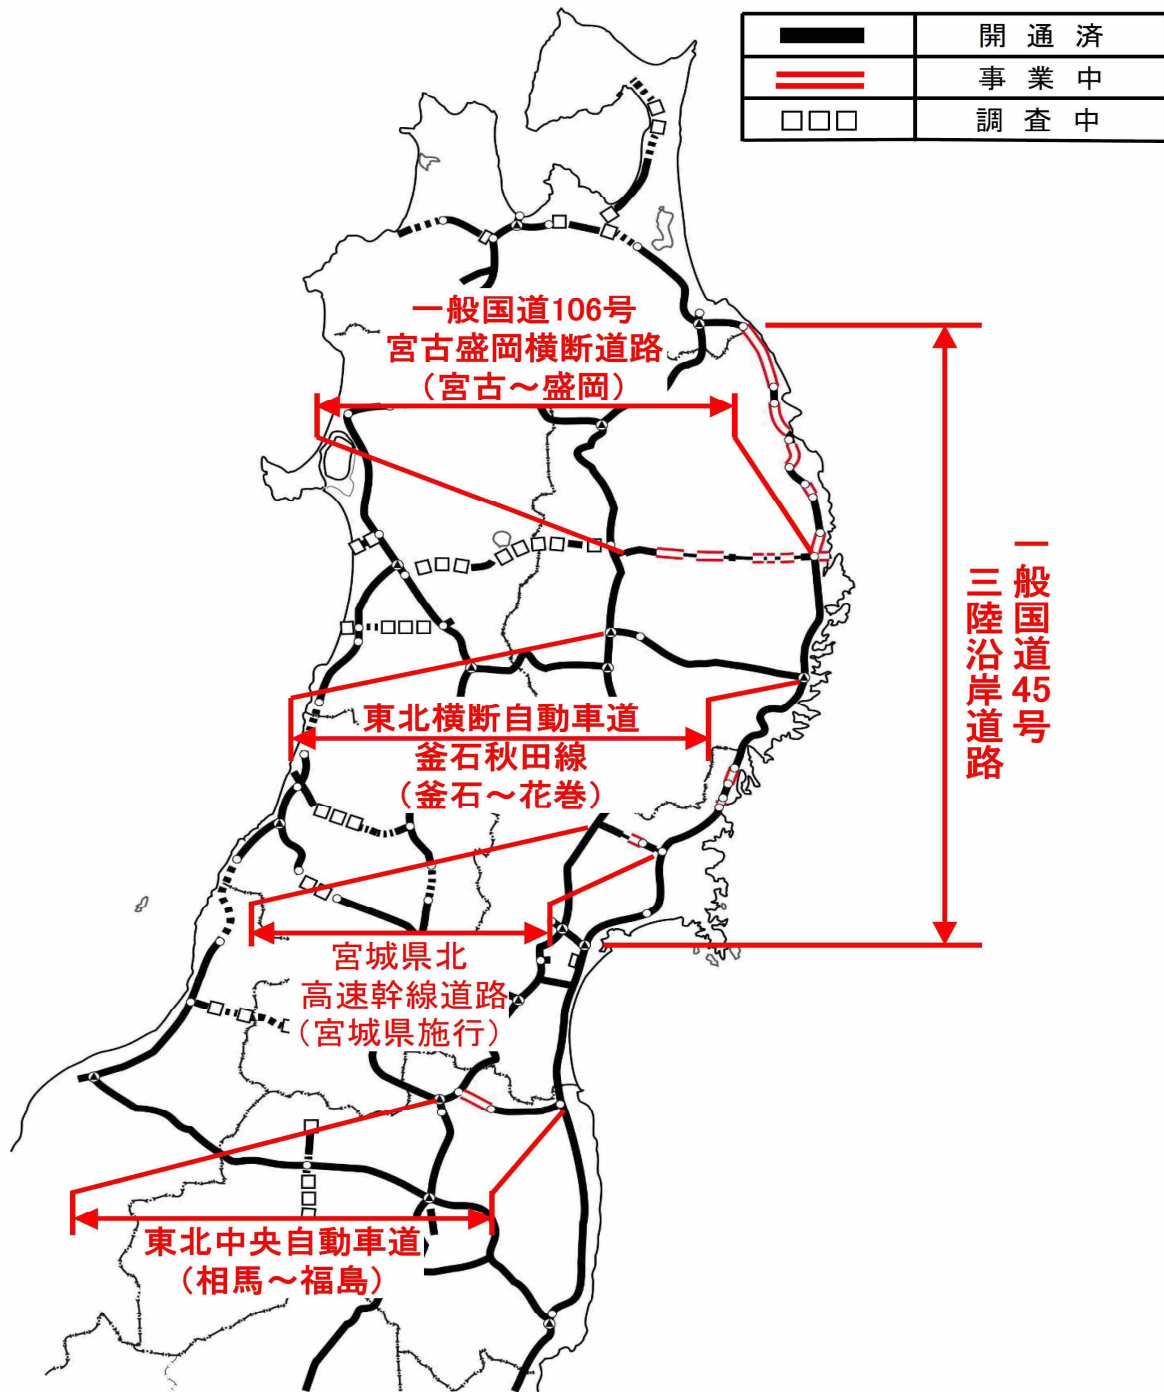 開通済
事業中
調査中
一般国道106号
宮古盛岡横断道路
（宮古～盛岡）
一般国道45号
三陸沿岸道路
東北横断自動車道
釜石秋田線
（釜石～花巻）
宮城県北
高速幹線道路
（宮城県施行）
東北中央自動車道
（相馬～福島）